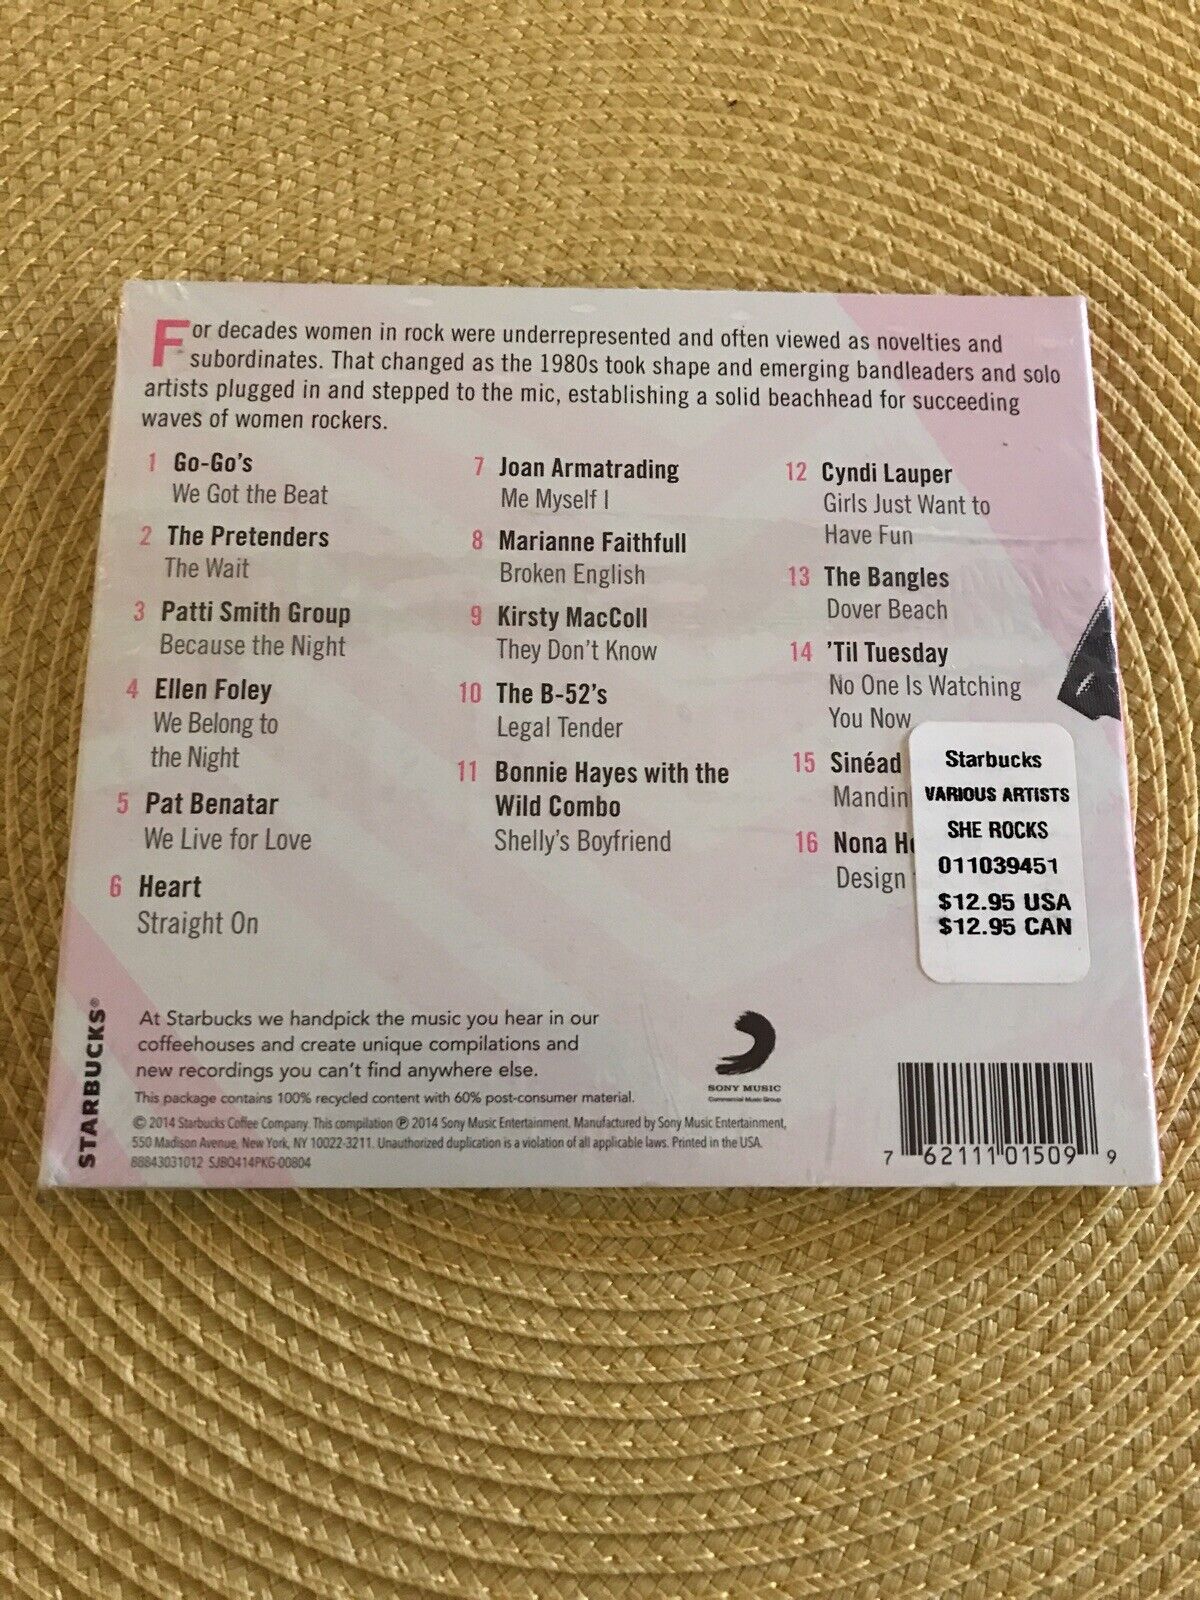 For decades women in rock were underrepresented and often viewed as novelties and
subordinates. That changed as the 1980s took shape and emerging bandleaders and solo
artists plugged in and stepped to the mic, establishing a solid beachhead for succeeding
waves of women rockers.
1 Go-Go's
We Got the Beat
2 The Pretenders
The Wait
3 Patti Smith Group
Because the Night
4 Ellen Foley
We Belong to
the Night
5 Pat Benatar
We Live for Love
6 Heart
Straight On
7 Joan Armatrading
Me Myself I
8 Marianne Faithfull
Broken English
9 Kirsty MacColl
They Don't Know
10 The B-52's
Legal Tender
11 Bonnie Hayes with the
Wild Combo
Shelly's Boyfriend
12 Cyndi Lauper
Girls Just Want to
Have Fun
13 The Bangles
Dover Beach
14 'Til Tuesday
No One Is Watching
You Now
15 Sinéad
Mandin
16 Nona
Design
Starbucks
VARIOUS ARTISTS
SHE ROCKS
011039451
$12.95 USA
$12.95 CAN
STARBUCKS®
At Starbucks we handpick the music you hear in our
coffeehouses and create unique compilations and
new recordings you can't find anywhere else.
This package contains 100% recycled content with 60% post-consumer material.
© 2014 Starbucks Coffee Company. This compilation ℗ 2014 Sony Music Entertainment. Manufactured by Sony Music Entertainment,
550 Madison Avenue, New York, NY 10022-3211. Unauthorized duplication is a violation of all applicable laws. Printed in the USA.
88843031012 SJBO414PKG-00804
SONY MUSIC
Commercial Music Group
7 62111 01509 9